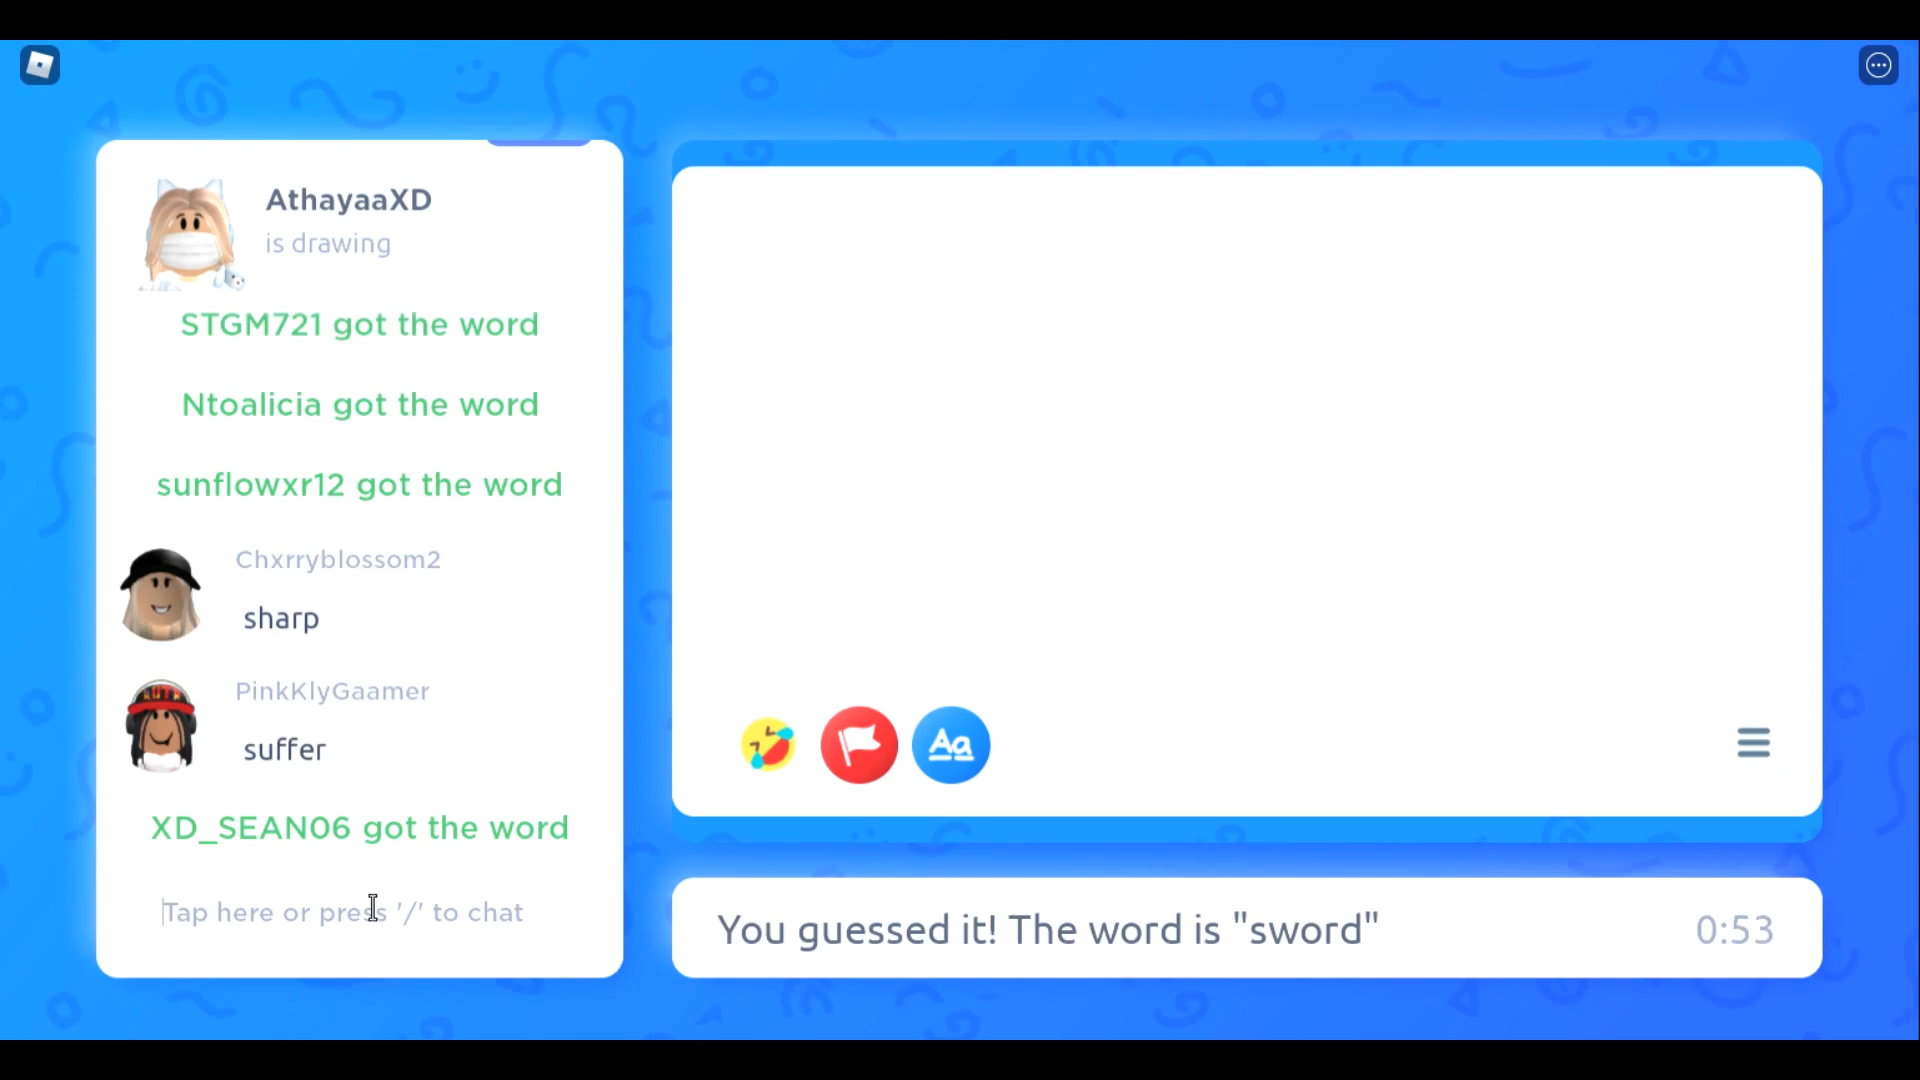 AthayaaXD
is drawing
STGM721 got the word
Ntoalicia got the word
sunflowxr12 got the word
Chxrryblossom2
sharp
PinkKlyGaamer
suffer
XD_SEAN06 got the word
Tap here or press '/' to chat
Aa
You guessed it! The word is "sword"
0:53